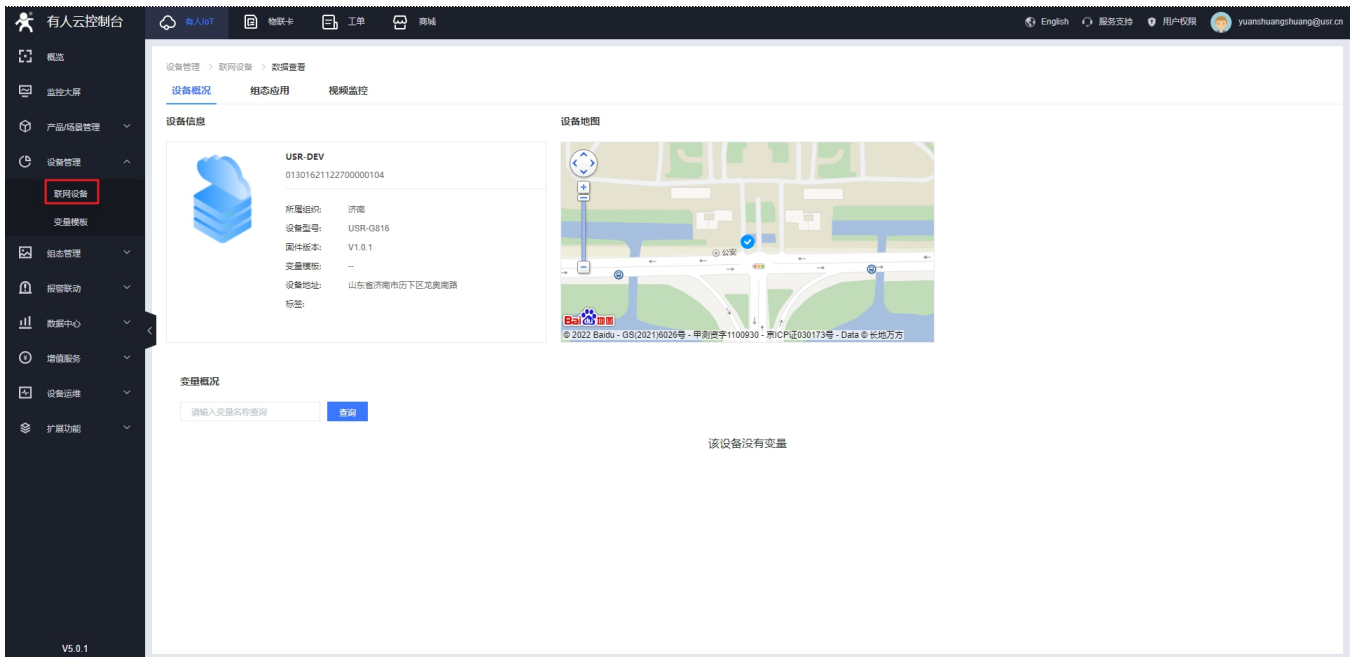 有人云控制台
有人IoT
物联卡
工单
商城
English
服务支持
用户权限
yuanshuangshuang@usr.cn
概览
监控大屏
产品/场景管理
设备管理
联网设备
变量模板
组态管理
报警联动
数据中心
增值服务
设备运维
扩展功能
V5.0.1
设备管理 > 联网设备 > 数据查看
设备概况
组态应用
视频监控
设备信息
USR-DEV
01301621122700000104
所属组织: 济南
设备型号: USR-G816
固件版本: V1.0.1
变量模板: --
设备地址: 山东省济南市历下区龙奥南路
标签:
设备地图
公安
Bai du 地图
© 2022 Baidu - GS(2021)6026号 - 甲测资字1100930 - 京ICP证030173号 - Data © 长地万方
变量概况
请输入变量名称查询
查询
该设备没有变量